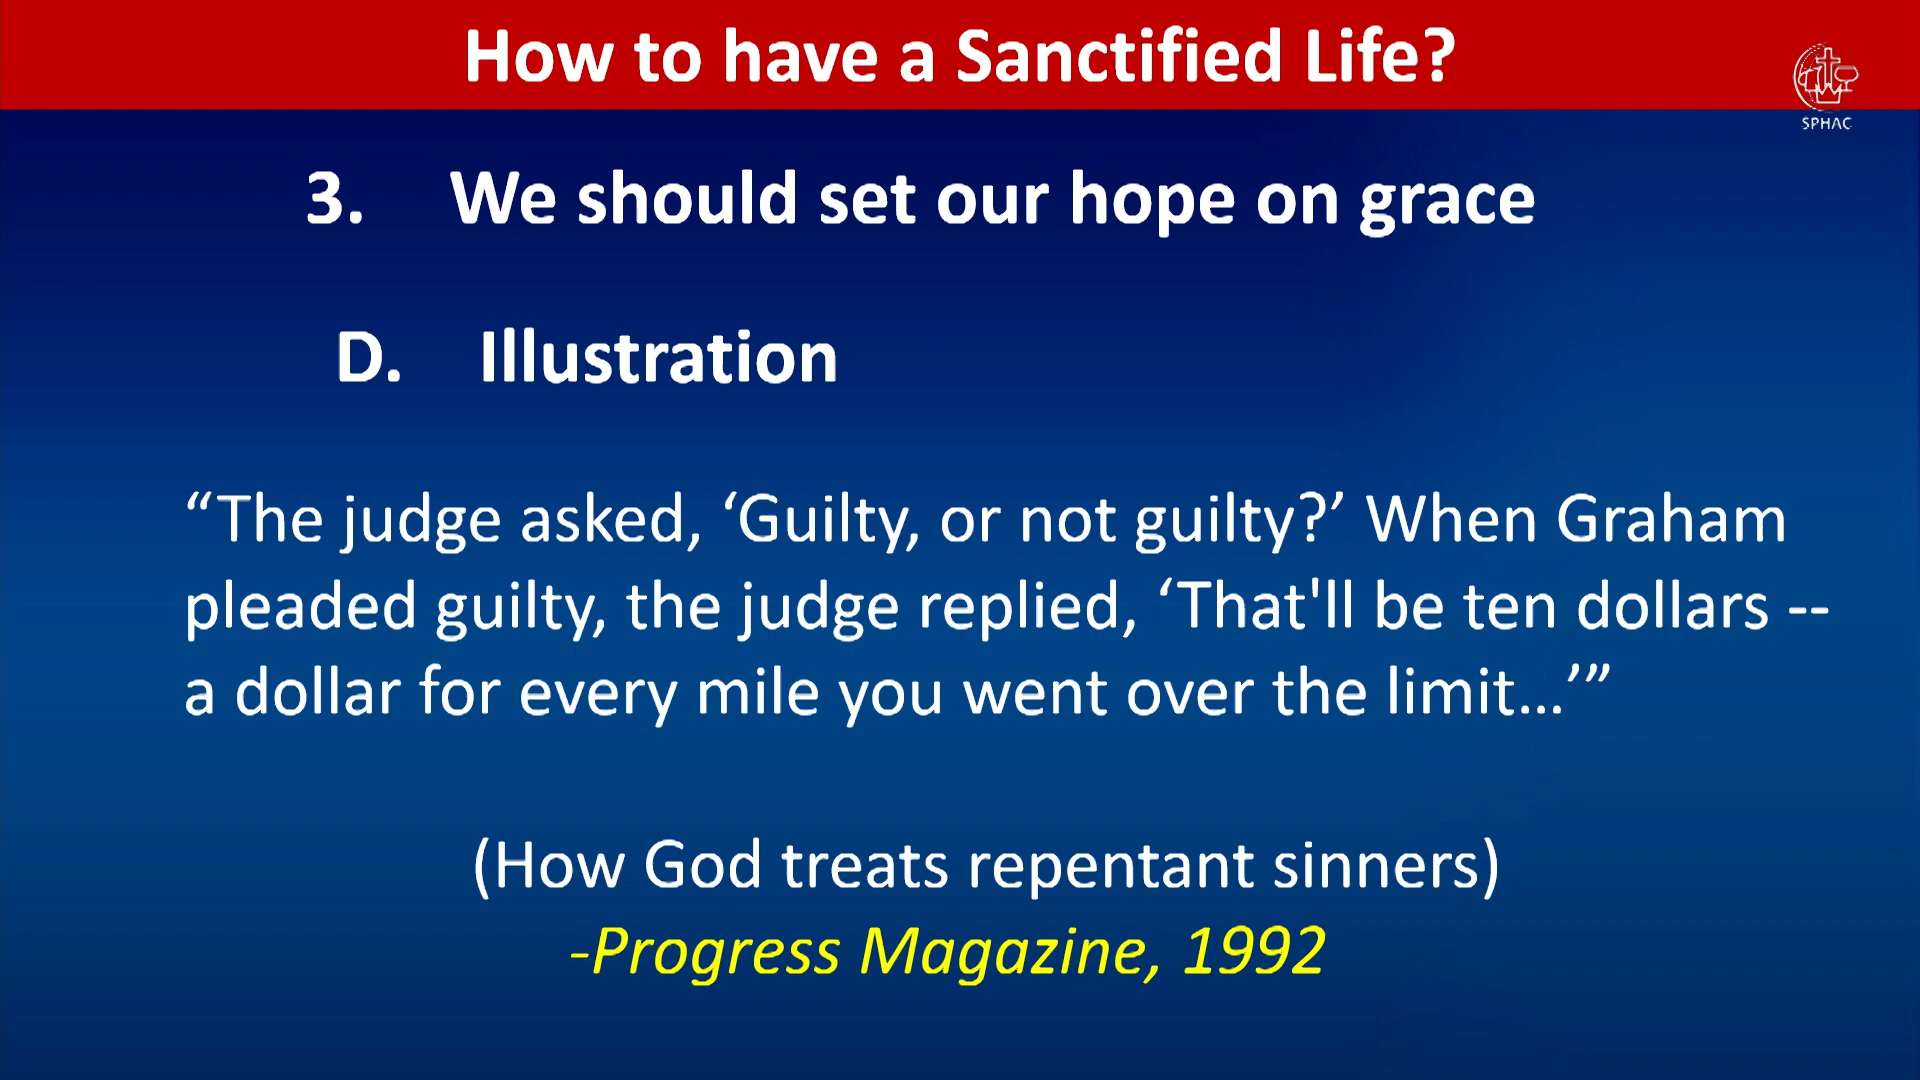 How to have a Sanctified Life?
SPHAC
3. We should set our hope on grace
D. Illustration
“The judge asked, ‘Guilty, or not guilty?’ When Graham
pleaded guilty, the judge replied, ‘That'll be ten dollars --
a dollar for every mile you went over the limit…’”
(How God treats repentant sinners)
-Progress Magazine, 1992